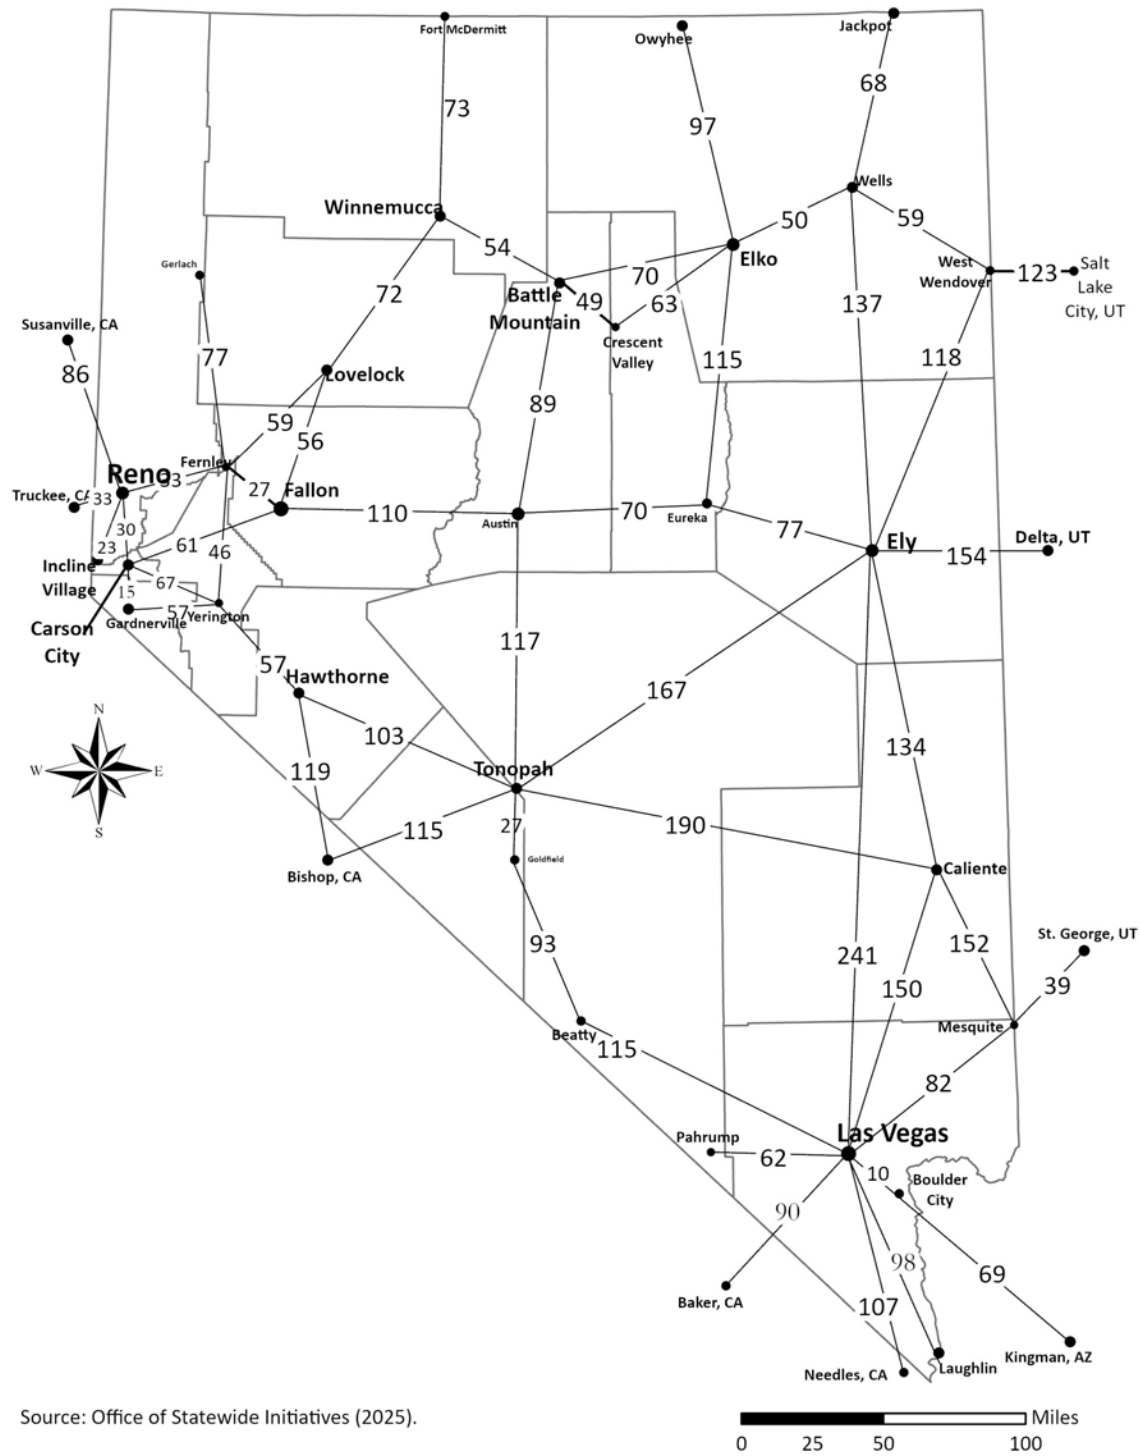 Fort McDermitt
Owyhee
Jackpot
68
73
97
Wells
Winnemucca
50
59
54
Elko
West
Wendover
123
Salt
Lake
City, UT
Gerlach
70
72
Battle
Mountain
49
63
137
Susanville, CA
Crescent
Valley
77
115
118
86
Lovelock
89
59
56
Fernley
Reno
33
27
Fallon
Truckee, CA
33
110
Austin
70
Eureka
77
30
61
46
23
Ely
154
Delta, UT
Incline
Village
67
15
57
Gardnerville
Yerington
Carson
City
117
57
Hawthorne
167
N
W
E
S
103
134
119
Tonopah
115
27
190
Goldfield
Bishop, CA
Caliente
93
241
152
St. George, UT
150
39
Beatty
115
Mesquite
82
Las Vegas
Pahrump
62
10
Boulder
City
90
98
69
Baker, CA
107
Needles, CA
Laughlin
Kingman, AZ
Source: Office of Statewide Initiatives (2025).
Miles
0 25 50 100